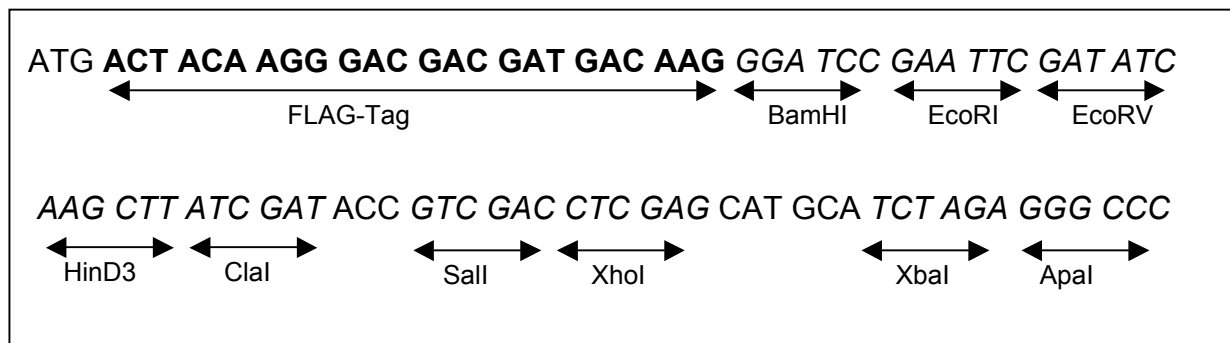 ATG ACT ACA AGG GAC GAC GAT GAC AAG GGA TCC GAA TTC GAT ATC
FLAG-Tag BamHI EcoRI EcoRV
AAG CTT ATC GAT ACC GTC GAC CTC GAG CAT GCA TCT AGA GGG CCC
HinD3 ClaI SalI XhoI XbaI ApaI